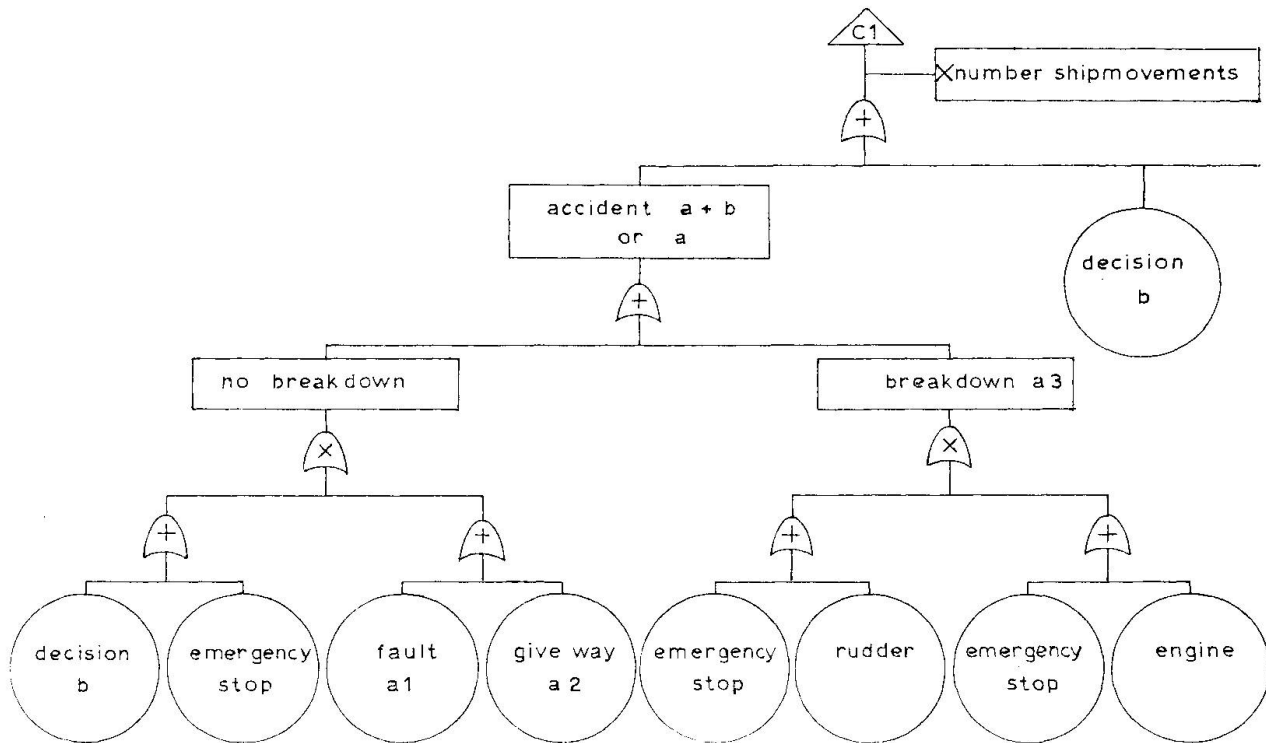 C1
×number shipmovements
+
accident a + b
or a
decision
b
+
no breakdown
breakdown a3
×
×
+
+
+
+
decision
b
emergency
stop
fault
a1
give way
a2
emergency
stop
rudder
emergency
stop
engine